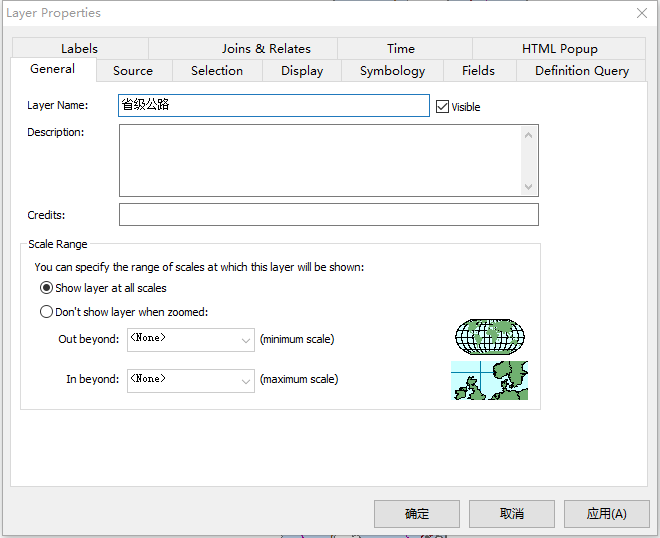 Layer Properties
Labels
Joins & Relates
Time
HTML Popup
General
Source
Selection
Display
Symbology
Fields
Definition Query
Layer Name:
省级公路
Visible
Description:
Credits:
Scale Range
You can specify the range of scales at which this layer will be shown:
Show layer at all scales
Don't show layer when zoomed:
Out beyond:
<None>
(minimum scale)
In beyond:
<None>
(maximum scale)
确定
取消
应用(A)